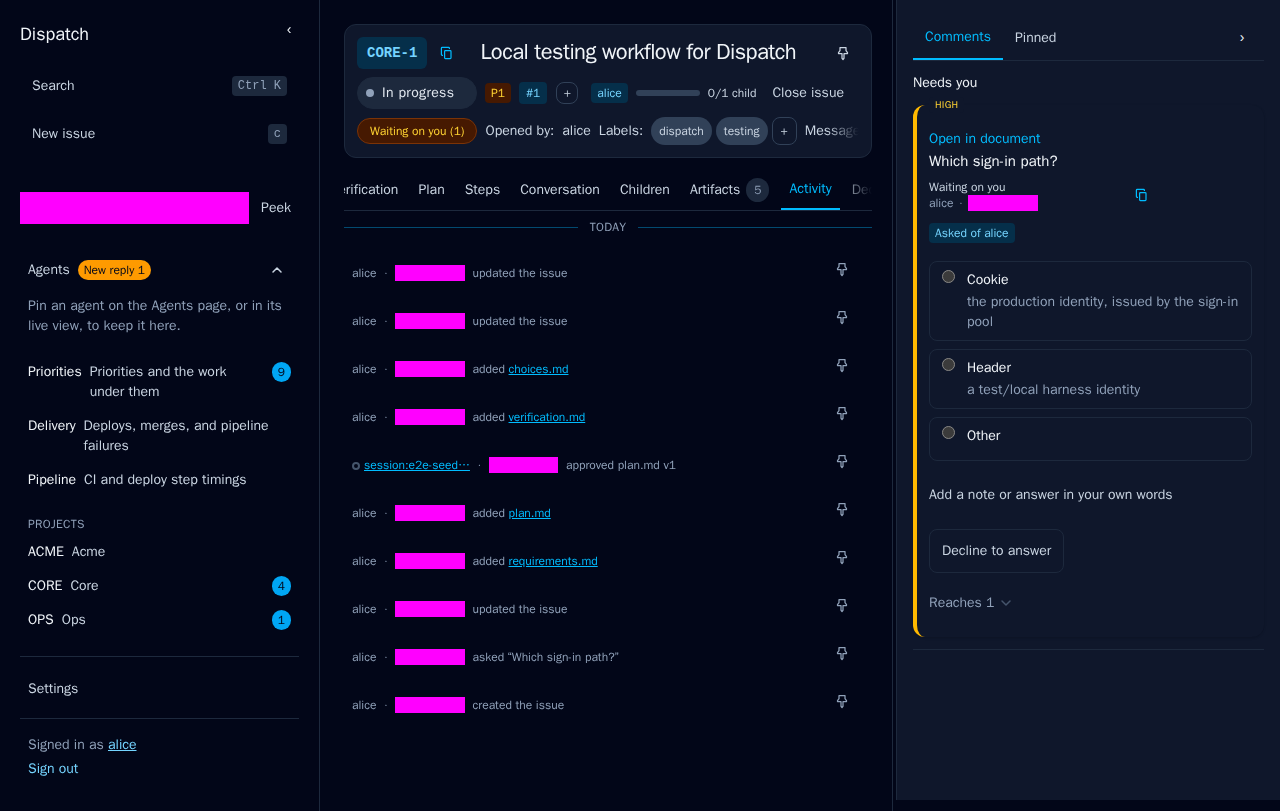 Dispatch
Search
Ctrl K
New issue
C
Peek
Agents
New reply 1
Pin an agent on the Agents page, or in its
live view, to keep it here.
Priorities
Priorities and the work
under them
9
Delivery
Deploys, merges, and pipeline
failures
Pipeline
CI and deploy step timings
PROJECTS
ACME Acme
CORE Core
4
OPS Ops
1
Settings
Signed in as alice
Sign out
CORE-1
Local testing workflow for Dispatch
In progress
P1
#1
+
alice
0/1 child
Close issue
Waiting on you (1)
Opened by: alice
Labels:
dispatch
testing
+
Message
erification
Plan
Steps
Conversation
Children
Artifacts
5
Activity
De
TODAY
alice · updated the issue
alice · updated the issue
alice · added choices.md
alice · added verification.md
session:e2e-seed⋯ · approved plan.md v1
alice · added plan.md
alice · added requirements.md
alice · updated the issue
alice · asked “Which sign-in path?”
alice · created the issue
Comments
Pinned
Needs you
HIGH
Open in document
Which sign-in path?
Waiting on you
alice ·
Asked of alice
Cookie
the production identity, issued by the sign-in
pool
Header
a test/local harness identity
Other
Add a note or answer in your own words
Decline to answer
Reaches 1